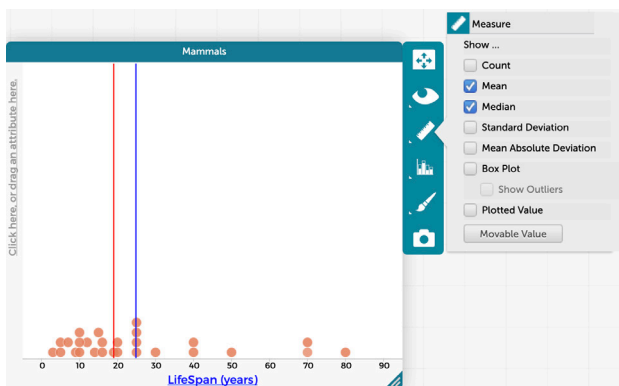 Mammals
Click here, or drag an attribute here.
0 10 20 30 40 50 60 70 80 90
LifeSpan (years)
Measure
Show ...
Count
Mean
Median
Standard Deviation
Mean Absolute Deviation
Box Plot
Show Outliers
Plotted Value
Movable Value